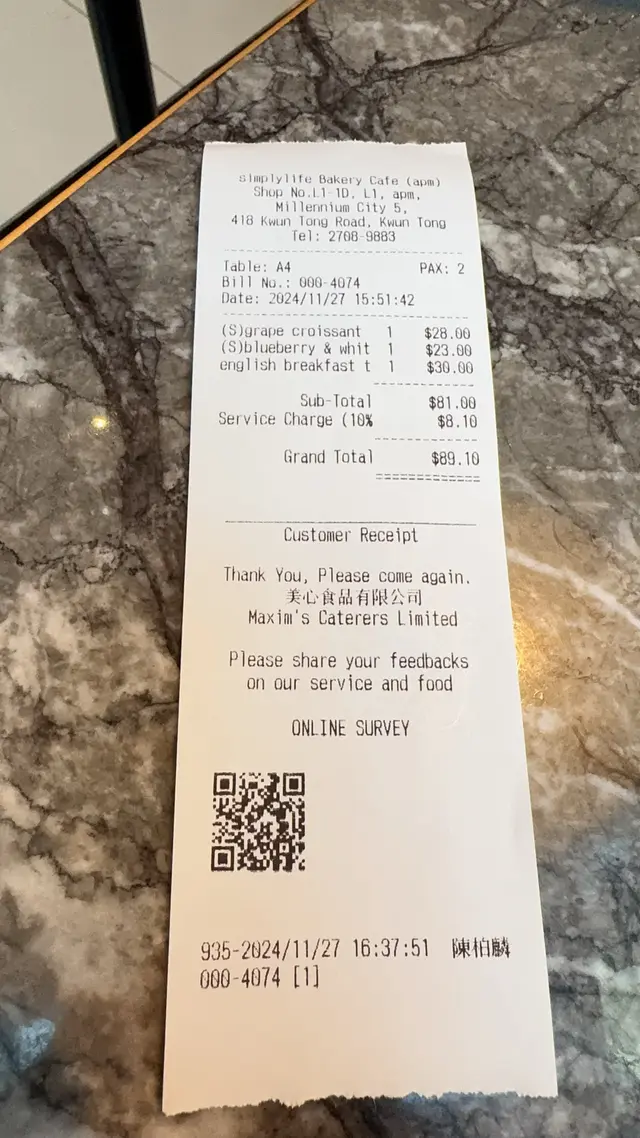 simplylife Bakery Cafe (apm)
Shop No.L1-1D, L1, apm,
Millennium City 5,
418 Kwun Tong Road, Kwun Tong
Tel: 2708-9883
Table: A4 PAX: 2
Bill No.: 000-4074
Date: 2024/11/27 15:51:42
(S)grape croissant 1 $28.00
(S)blueberry & whit 1 $23.00
english breakfast t 1 $30.00
Sub-Total $81.00
Service Charge (10% $8.10
Grand Total $89.10
Customer Receipt
Thank You, Please come again.
美心食品有限公司
Maxim's Caterers Limited
Please share your feedbacks
on our service and food
ONLINE SURVEY
935-2024/11/27 16:37:51 陳柏麟
000-4074 [1]